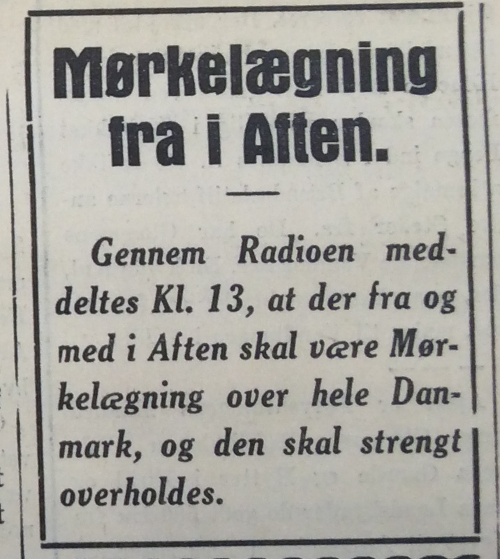 Mørkelægning
fra i Aften.
Gennem Radioen med-
deltes Kl. 13, at der fra og
med i Aften skal være Mør-
kelægning over hele Dan-
mark, og den skal strengt
overholdes.